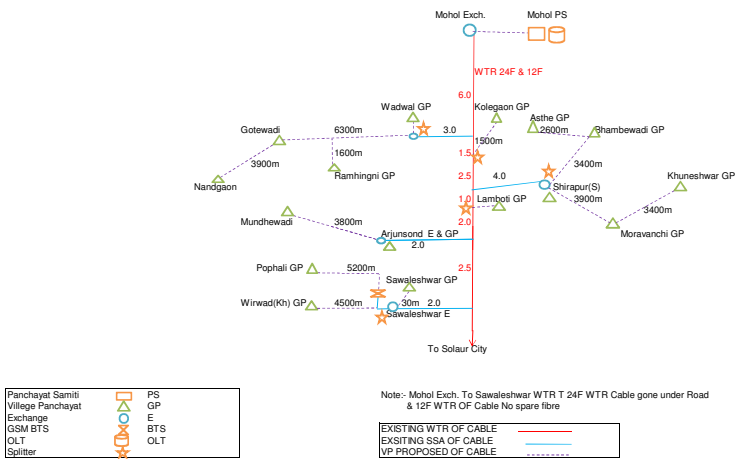 Mohol Exch.
Mohol PS
WTR 24F & 12F
6.0
Wadwal GP
Kolegaon GP
Asthe GP
Gotewadi
6300m
3.0
2600m
Bhambewadi GP
1500m
1600m
1.5
3900m
2.5
3400m
Nandgaon
Ramhingni GP
4.0
Khuneshwar GP
Shirapur(S)
1.0
Lamboti GP
3900m
Mundhewadi
2.0
3400m
3800m
Arjunsond E & GP
Moravanchi GP
2.0
Pophali GP
5200m
2.5
Sawaleshwar GP
Wirwad(Kh) GP
4500m
30m
2.0
Sawaleshwar E
To Solaur City
Panchayat Samiti PS
Villege Panchayat GP
Exchange E
GSM BTS BTS
OLT OLT
Splitter
Note:- Mohol Exch. To Sawaleshwar WTR T 24F WTR Cable gone under Road
& 12F WTR OF Cable No spare fibre
EXISTING WTR OF CABLE
EXSITING SSA OF CABLE
VP PROPOSED OF CABLE